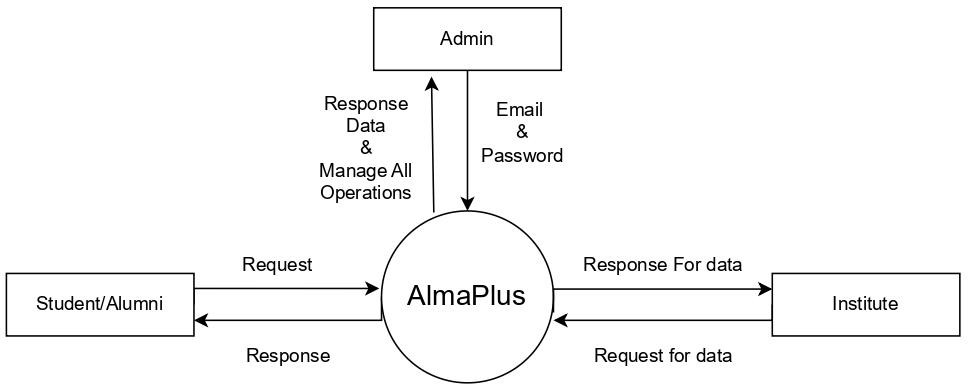 Admin
Response
Data
&
Manage All
Operations
Email
&
Password
Request
Response For data
Student/Alumni
AlmaPlus
Institute
Response
Request for data